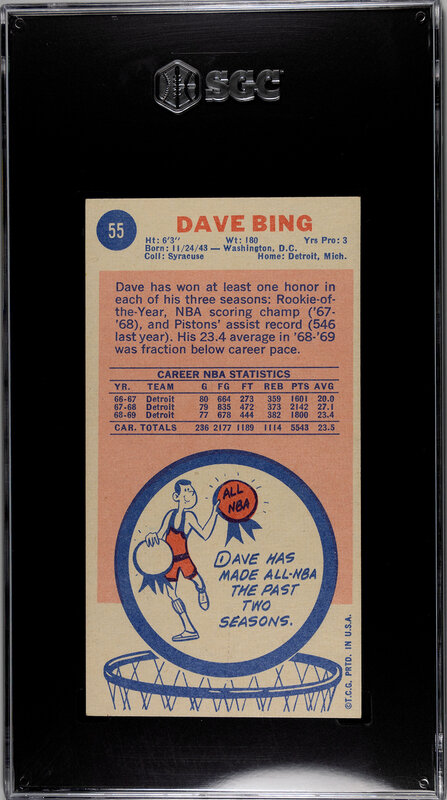 SGC
55
DAVE BING
Ht: 6'3" Wt: 180 Yrs Pro: 3
Born: 11/24/43 — Washington, D.C.
Coll: Syracuse Home: Detroit, Mich.
Dave has won at least one honor in
each of his three seasons: Rookie-of-
the-Year, NBA scoring champ ('67-
'68), and Pistons' assist record (546
last year). His 23.4 average in '68-'69
was fraction below career pace.
CAREER NBA STATISTICS
YR. TEAM G FG FT REB PTS AVG
66-67 Detroit 80 664 273 359 1601 20.0
67-68 Detroit 79 835 472 373 2142 27.1
68-69 Detroit 77 678 444 382 1800 23.4
CAR. TOTALS 236 2177 1189 1114 5543 23.5
ALL
NBA
DAVE HAS
MADE ALL-NBA
THE PAST
TWO
SEASONS.
©T.C.G. PRTD. IN U.S.A.